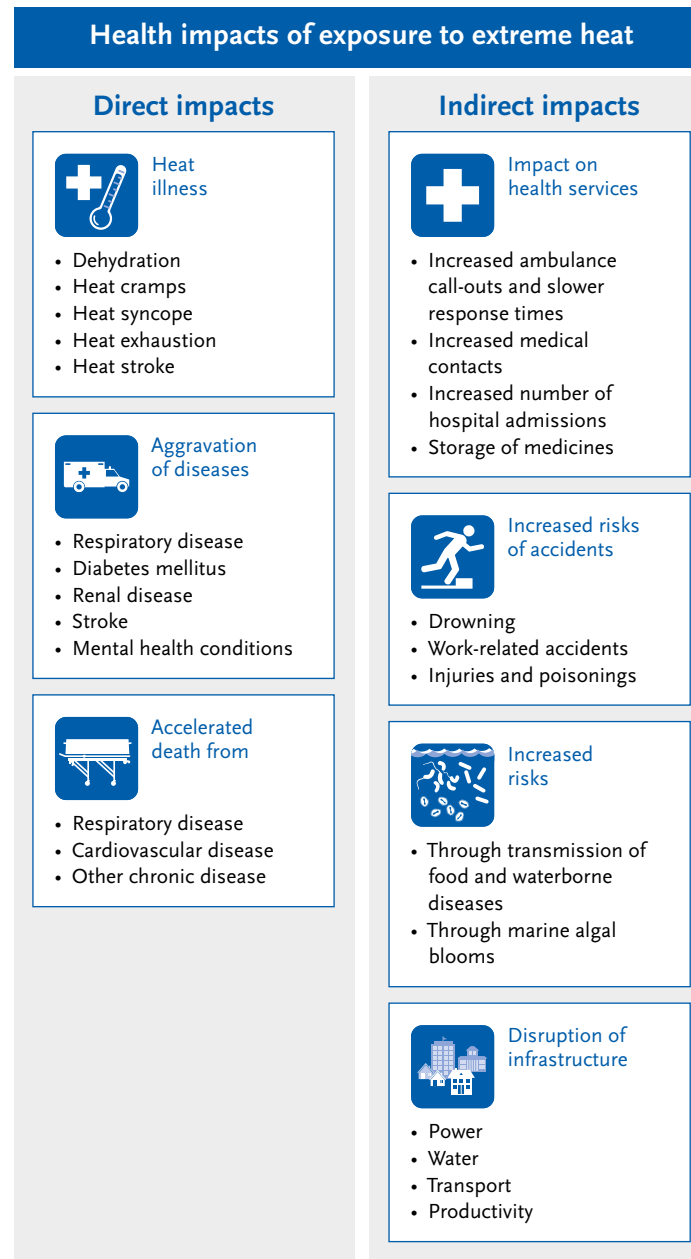 Health impacts of exposure to extreme heat
Direct impacts
Heat
illness
• Dehydration
• Heat cramps
• Heat syncope
• Heat exhaustion
• Heat stroke
Aggravation
of diseases
• Respiratory disease
• Diabetes mellitus
• Renal disease
• Stroke
• Mental health conditions
Accelerated
death from
• Respiratory disease
• Cardiovascular disease
• Other chronic disease
Indirect impacts
Impact on
health services
• Increased ambulance
call-outs and slower
response times
• Increased medical
contacts
• Increased number of
hospital admissions
• Storage of medicines
Increased risks
of accidents
• Drowning
• Work-related accidents
• Injuries and poisonings
Increased
risks
• Through transmission of
food and waterborne
diseases
• Through marine algal
blooms
Disruption of
infrastructure
• Power
• Water
• Transport
• Productivity